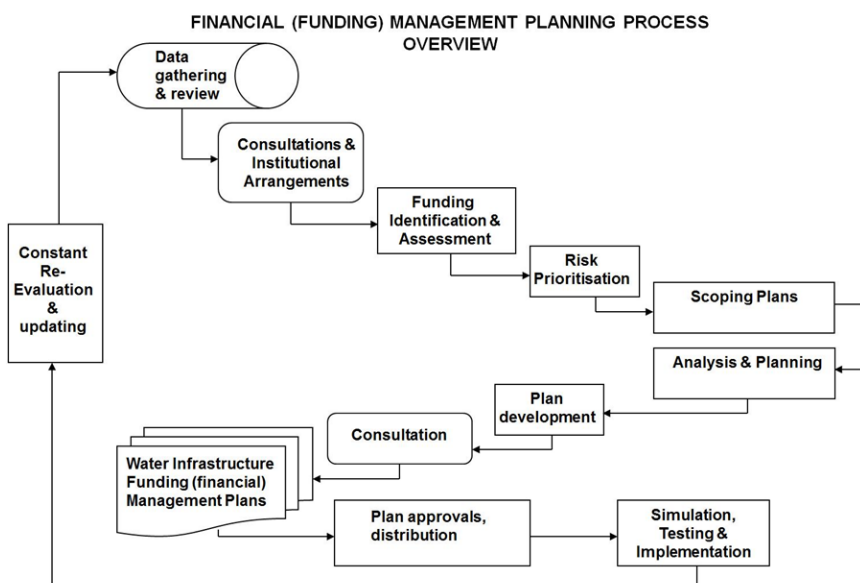 FINANCIAL (FUNDING) MANAGEMENT PLANNING PROCESS
OVERVIEW
Data
gathering
& review
Consultations &
Institutional
Arrangements
Funding
Identification &
Assessment
Risk
Prioritisation
Scoping Plans
Constant
Re-
Evaluation
&
updating
Analysis & Planning
Plan
development
Consultation
Water Infrastructure
Funding (financial)
Management Plans
Plan approvals,
distribution
Simulation,
Testing &
Implementation